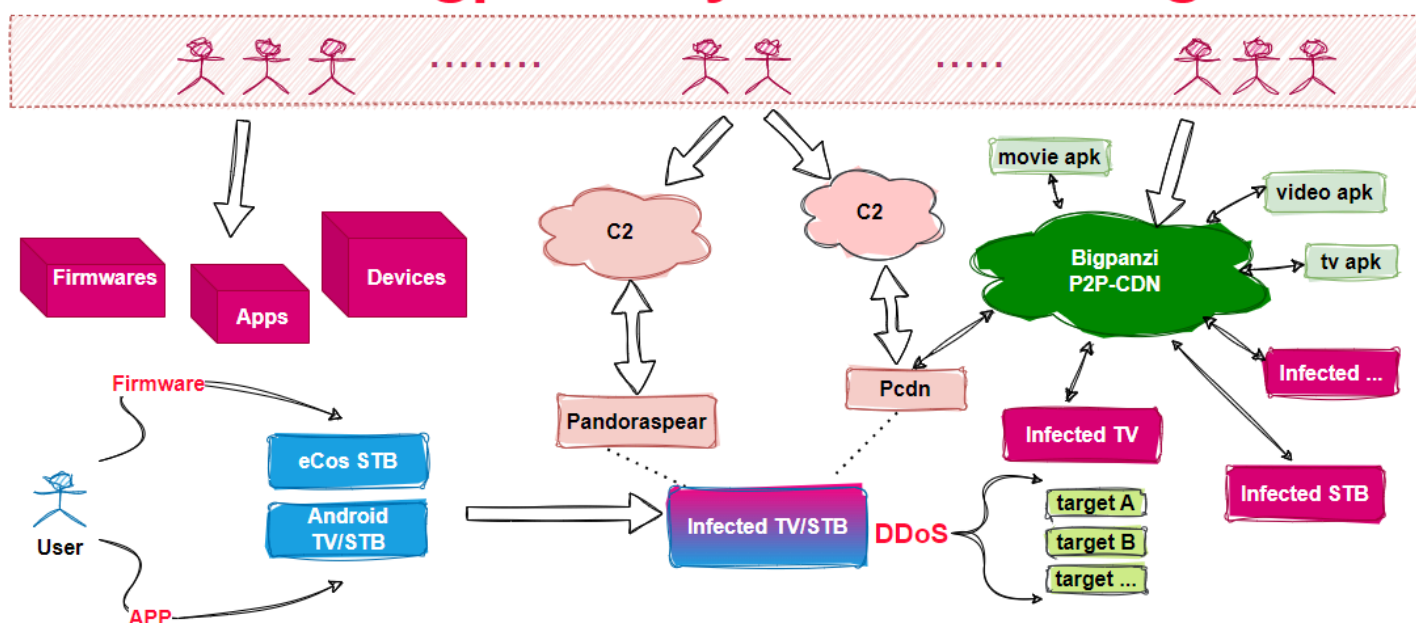 C2
C2
movie apk
video apk
tv apk
Bigpanzi
P2P-CDN
Firmwares
Apps
Devices
Firmware
Pandoraspear
Pcdn
Infected ...
Infected TV
Infected STB
eCos STB
Android
TV/STB
User
APP
Infected TV/STB
DDoS
target A
target B
target ...